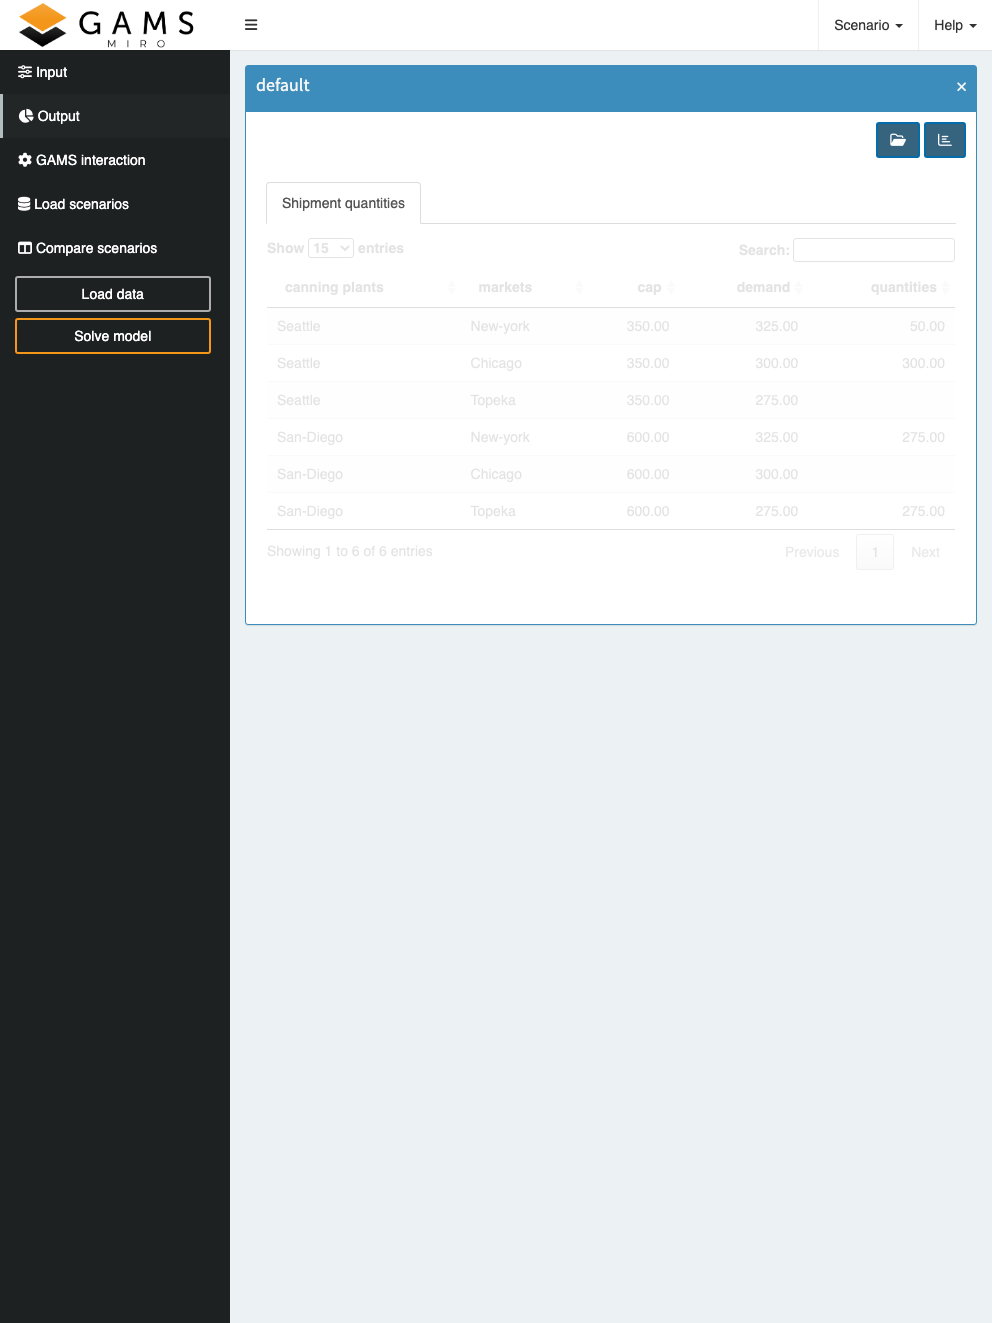 GAMS
MIRO
Scenario
Help
Input
Output
GAMS interaction
Load scenarios
Compare scenarios
Load data
Solve model
default
×
Shipment quantities
Show 15 entries
Search:
canning plants markets cap demand quantities
Seattle New-york 350.00 325.00 50.00
Seattle Chicago 350.00 300.00 300.00
Seattle Topeka 350.00 275.00
San-Diego New-york 600.00 325.00 275.00
San-Diego Chicago 600.00 300.00
San-Diego Topeka 600.00 275.00 275.00
Showing 1 to 6 of 6 entries
Previous 1 Next